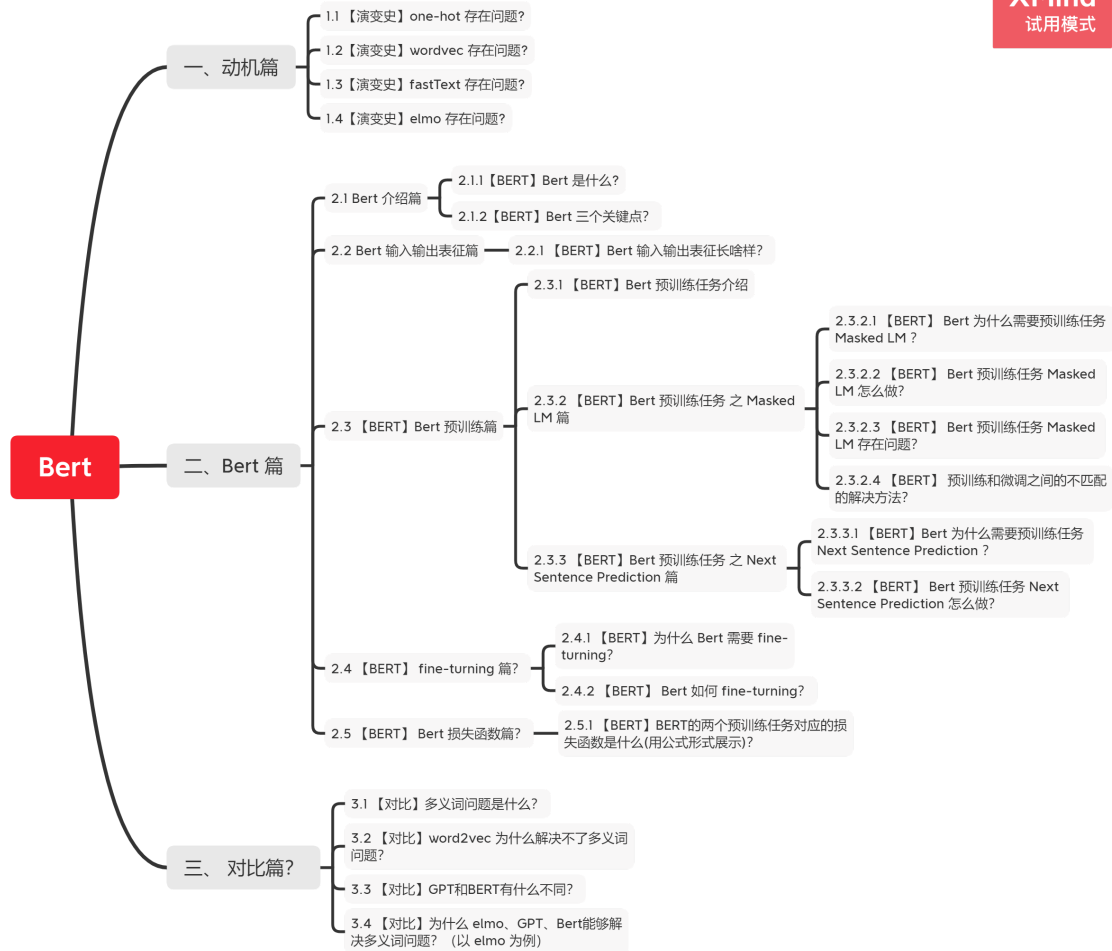 XMind
试用模式
Bert
一、动机篇
1.1 【演变史】one-hot 存在问题?
1.2【演变史】wordvec 存在问题?
1.3【演变史】fastText 存在问题?
1.4【演变史】elmo 存在问题?
二、Bert 篇
2.1 Bert 介绍篇
2.1.1【BERT】Bert 是什么?
2.1.2【BERT】Bert 三个关键点？
2.2 Bert 输入输出表征篇
2.2.1 【BERT】Bert 输入输出表征长啥样？
2.3 【BERT】Bert 预训练篇
2.3.1 【BERT】Bert 预训练任务介绍
2.3.2 【BERT】Bert 预训练任务 之 Masked
LM 篇
2.3.2.1 【BERT】 Bert 为什么需要预训练任务
Masked LM ？
2.3.2.2 【BERT】 Bert 预训练任务 Masked
LM 怎么做？
2.3.2.3 【BERT】 Bert 预训练任务 Masked
LM 存在问题？
2.3.2.4 【BERT】 预训练和微调之间的不匹配
的解决方法？
2.3.3 【BERT】Bert 预训练任务 之 Next
Sentence Prediction 篇
2.3.3.1 【BERT】Bert 为什么需要预训练任务
Next Sentence Prediction ？
2.3.3.2 【BERT】 Bert 预训练任务 Next
Sentence Prediction 怎么做？
2.4 【BERT】 fine-turning 篇？
2.4.1 【BERT】为什么 Bert 需要 fine-
turning？
2.4.2 【BERT】 Bert 如何 fine-turning？
2.5 【BERT】 Bert 损失函数篇？
2.5.1 【BERT】BERT的两个预训练任务对应的损
失函数是什么(用公式形式展示)？
三、 对比篇？
3.1 【对比】多义词问题是什么？
3.2 【对比】word2vec 为什么解决不了多义词
问题？
3.3 【对比】GPT和BERT有什么不同？
3.4 【对比】为什么 elmo、GPT、Bert能够解
决多义词问题？（以 elmo 为例）